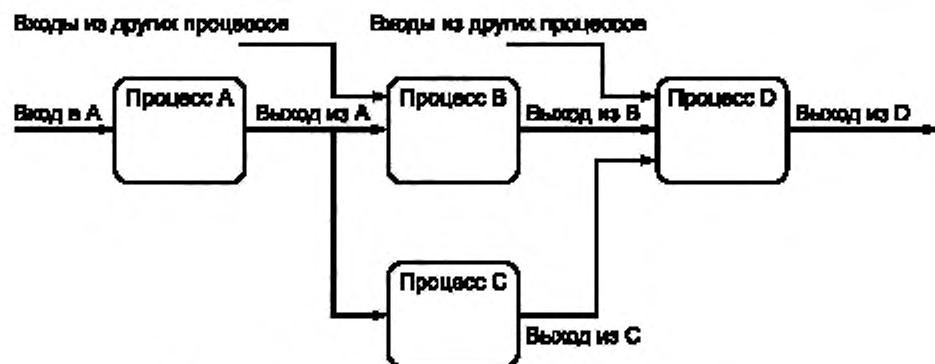 Входы из других процессов
Входы из других процессов
Вход в A
Процесс A
Выход из A
Процесс B
Выход из B
Процесс D
Выход из D
Процесс C
Выход из C